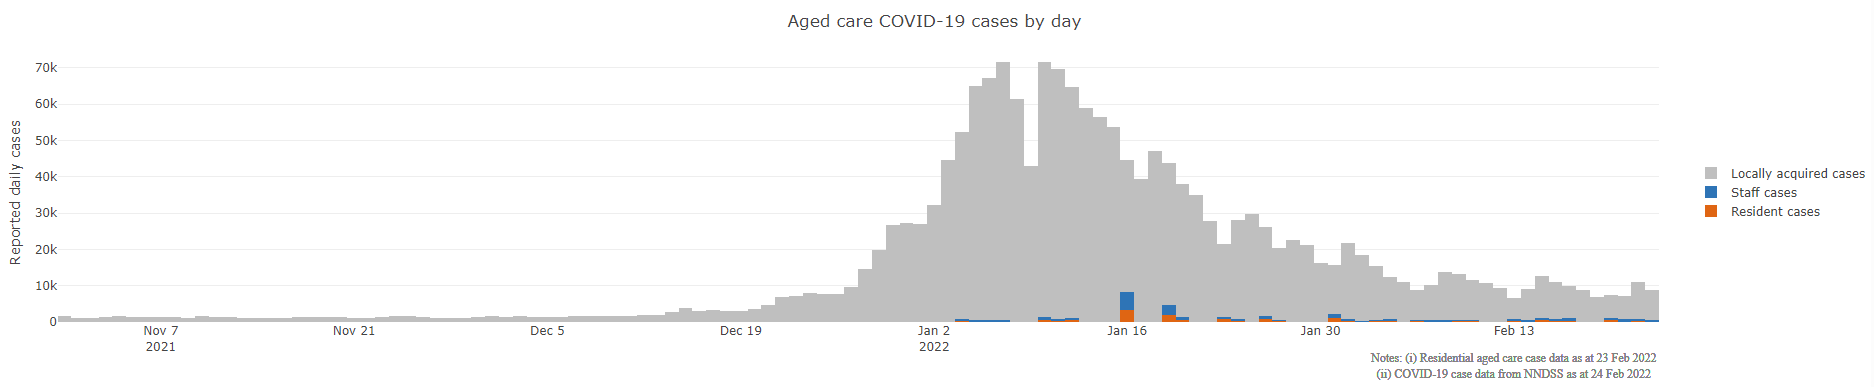 Aged care COVID-19 cases by day
Reported daily cases
70k
60k
50k
40k
30k
20k
10k
0
Nov 7
2021
Nov 21
Dec 5
Dec 19
Jan 2
2022
Jan 16
Jan 30
Feb 13
Locally acquired cases
Staff cases
Resident cases
Notes: (i) Residential aged care case data as at 23 Feb 2022
(ii) COVID-19 case data from NNDSS as at 24 Feb 2022